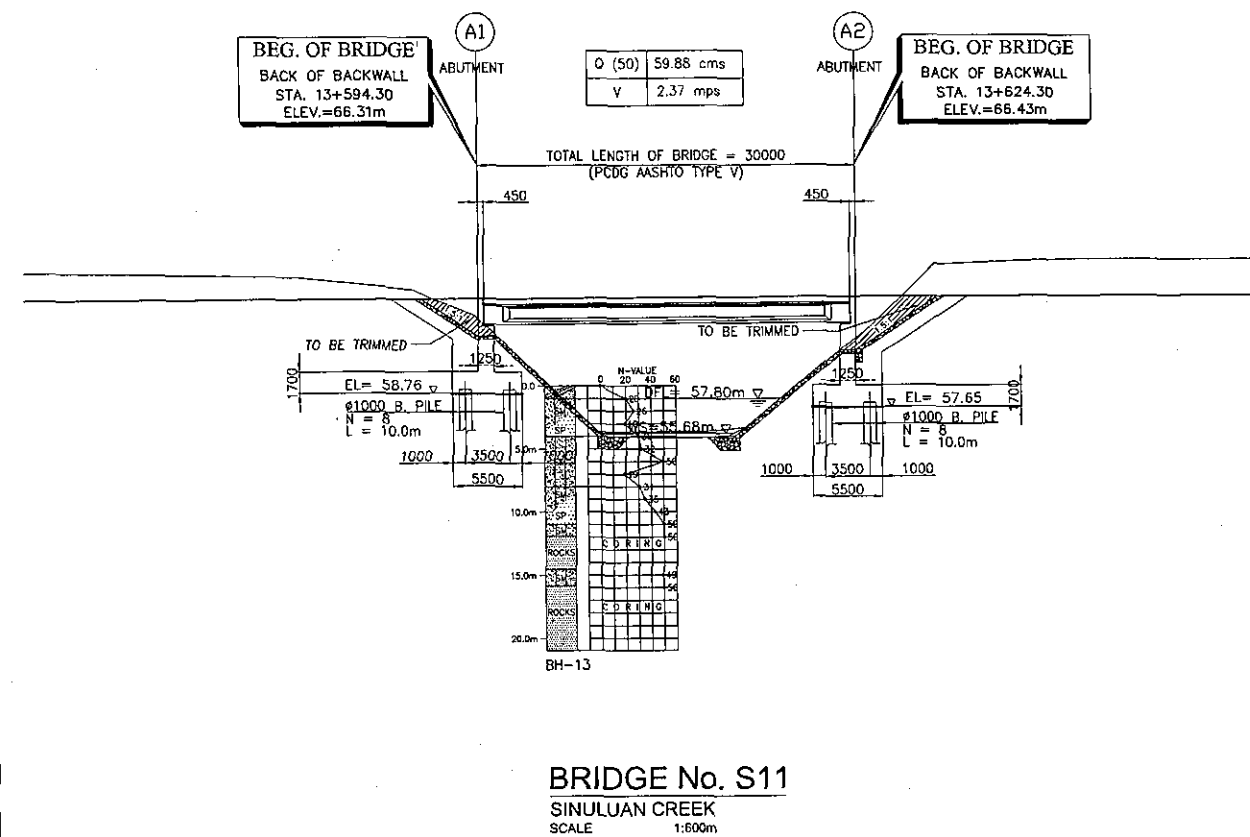 A1
A2
BEG. OF BRIDGE
BACK OF BACKWALL
STA. 13+594.30
ELEV.=66.31m
ABUTMENT
Q (50) 59.88 cms
V 2.37 mps
ABUTMENT
BEG. OF BRIDGE
BACK OF BACKWALL
STA. 13+624.30
ELEV.=66.43m
TOTAL LENGTH OF BRIDGE = 30000
(PCDG AASHTO TYPE V)
450
450
TO BE TRIMMED
TO BE TRIMMED
1250
1250
1700
1700
EL= 58.76
ø1000 B. PILE
N = 8
L = 10.0m
1000 3500
5500
N-VALUE
0 20 40 60
DFL= 57.80m
55.68m
EL= 57.65
ø1000 B. PILE
N = 8
L = 10.0m
1000 3500 1000
5500
0.0
5.0m
10.0m
15.0m
20.0m
SP
SP
ROCKS
ROCKS
CORING
CORING
BH-13
BRIDGE No. S11
SINULUAN CREEK
SCALE 1:600m